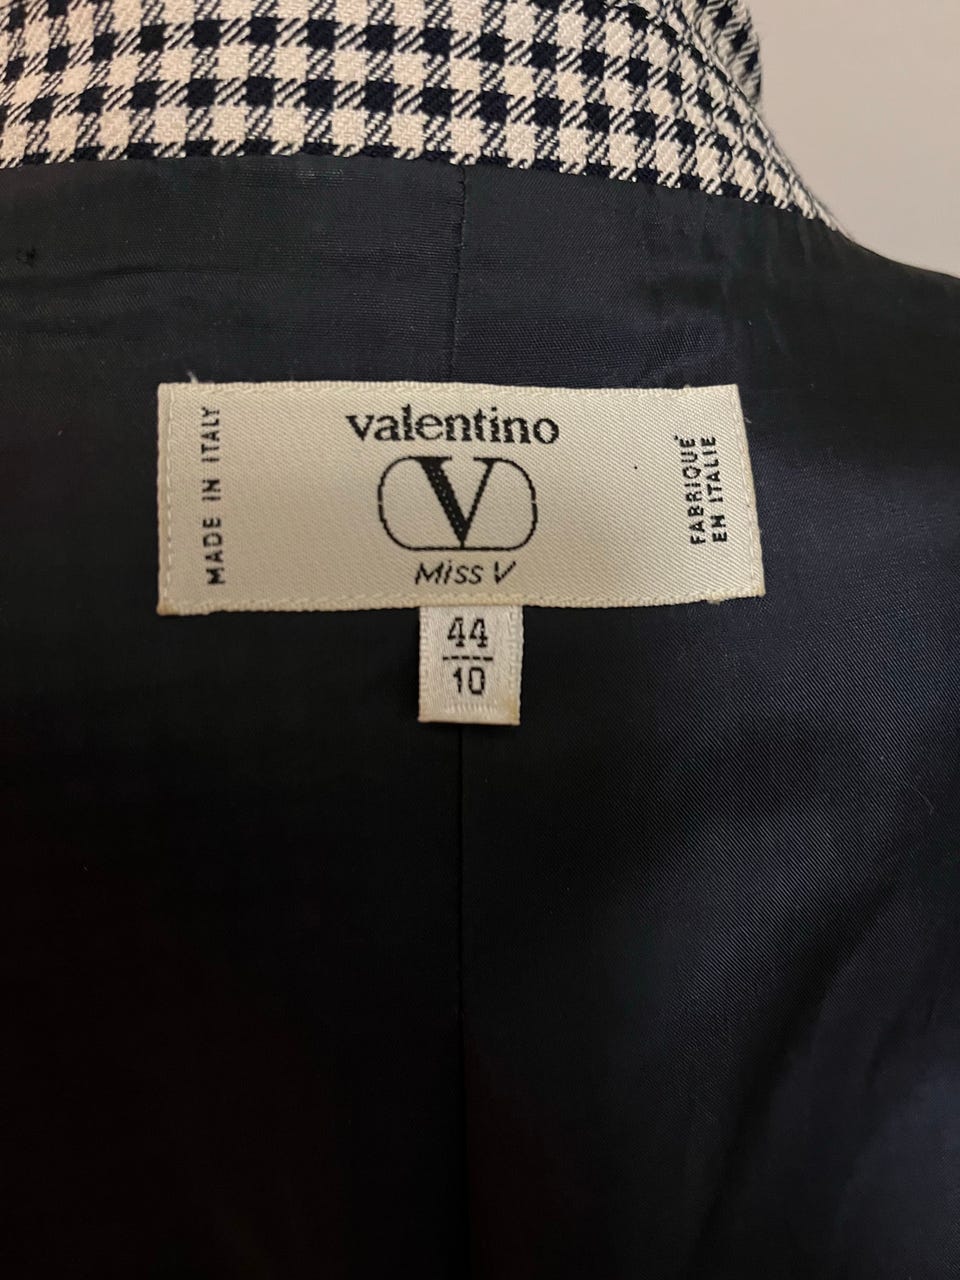 MADE IN ITALY
valentino
V
Miss V
FABRIQUÉ
EN ITALIE
44
10